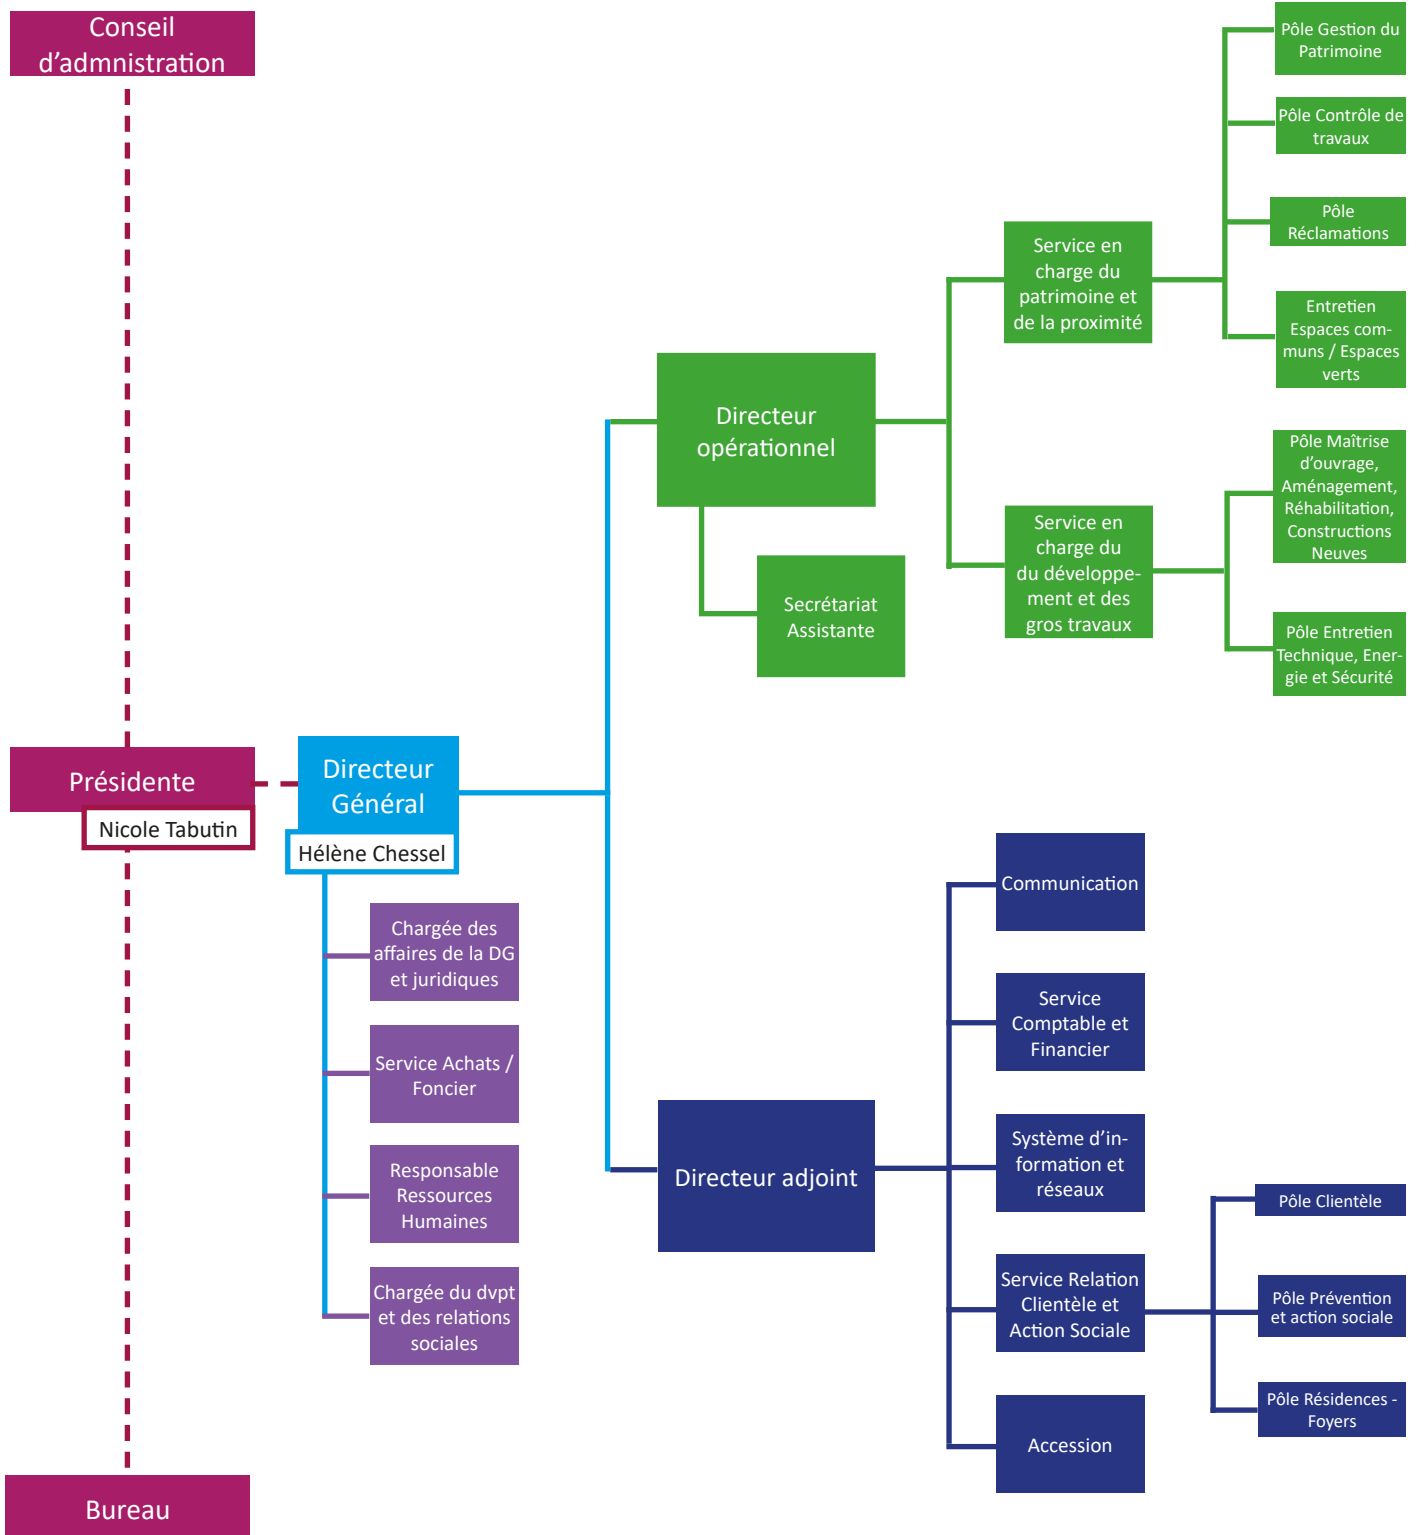 Conseil
d’admnistration
Présidente
Nicole Tabutin
Bureau
Directeur
Général
Hélène Chessel
Chargée des
affaires de la DG
et juridiques
Service Achats /
Foncier
Responsable
Ressources
Humaines
Chargée du dvpt
et des relations
sociales
Directeur
opérationnel
Secrétariat
Assistante
Service en
charge du
patrimoine et
de la proximité
Pôle Gestion du
Patrimoine
Pôle Contrôle de
travaux
Pôle
Réclamations
Entretien
Espaces com-
muns / Espaces
verts
Service en
charge du
du développe-
ment et des
gros travaux
Pôle Maîtrise
d’ouvrage,
Aménagement,
Réhabilitation,
Constructions
Neuves
Pôle Entretien
Technique, Ener-
gie et Sécurité
Directeur adjoint
Communication
Service
Comptable et
Financier
Système d’in-
formation et
réseaux
Service Relation
Clientèle et
Action Sociale
Pôle Clientèle
Pôle Prévention
et action sociale
Pôle Résidences -
Foyers
Accession